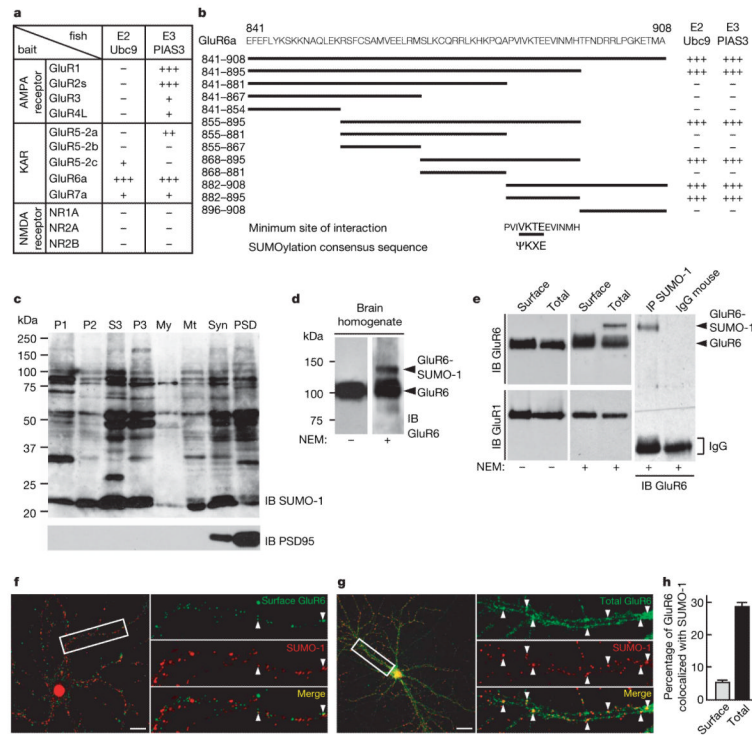 a
fish
bait
E2
Ubc9
E3
PIAS3
AMPA receptor
GluR1 – +++
GluR2s – +++
GluR3 – +
GluR4L – +
KAR
GluR5-2a – ++
GluR5-2b – –
GluR5-2c + –
GluR6a +++ +++
GluR7a + +
NMDA receptor
NR1A – –
NR2A – –
NR2B – –
b
841 908
GluR6a EFEFLYKSKKNAQLEKRSFCSAMVEELRMSLKCQRRLKHKPQAPVIVKTEEVINMHTFNDRRLPGKETMA
E2 E3
Ubc9 PIAS3
841–908 +++ +++
841–895 +++ +++
841–881 – –
841–867 – –
841–854 – –
855–895 +++ +++
855–881 – –
855–867 – –
868–895 +++ +++
868–881 – –
882–908 +++ +++
882–895 +++ +++
896–908 – –
Minimum site of interaction PVIVKTEEVINMH
SUMOylation consensus sequence ΨKXE
c
kDa P1 P2 S3 P3 My Mt Syn PSD
250
150
100
75
50
37
25
20
IB SUMO-1
IB PSD95
d
Brain
homogenate
kDa
150
100
75
GluR6-
SUMO-1
GluR6
IB
GluR6
NEM: – +
e
Surface Total Surface Total IP SUMO-1 IgG mouse
IB GluR6
GluR6-
SUMO-1
GluR6
IB GluR1
IgG
NEM: – – + + + +
IB GluR6
f
Surface GluR6
SUMO-1
Merge
g
Total GluR6
SUMO-1
Merge
h
Percentage of GluR6
colocalized with SUMO-1
30
20
10
0
Surface
Total